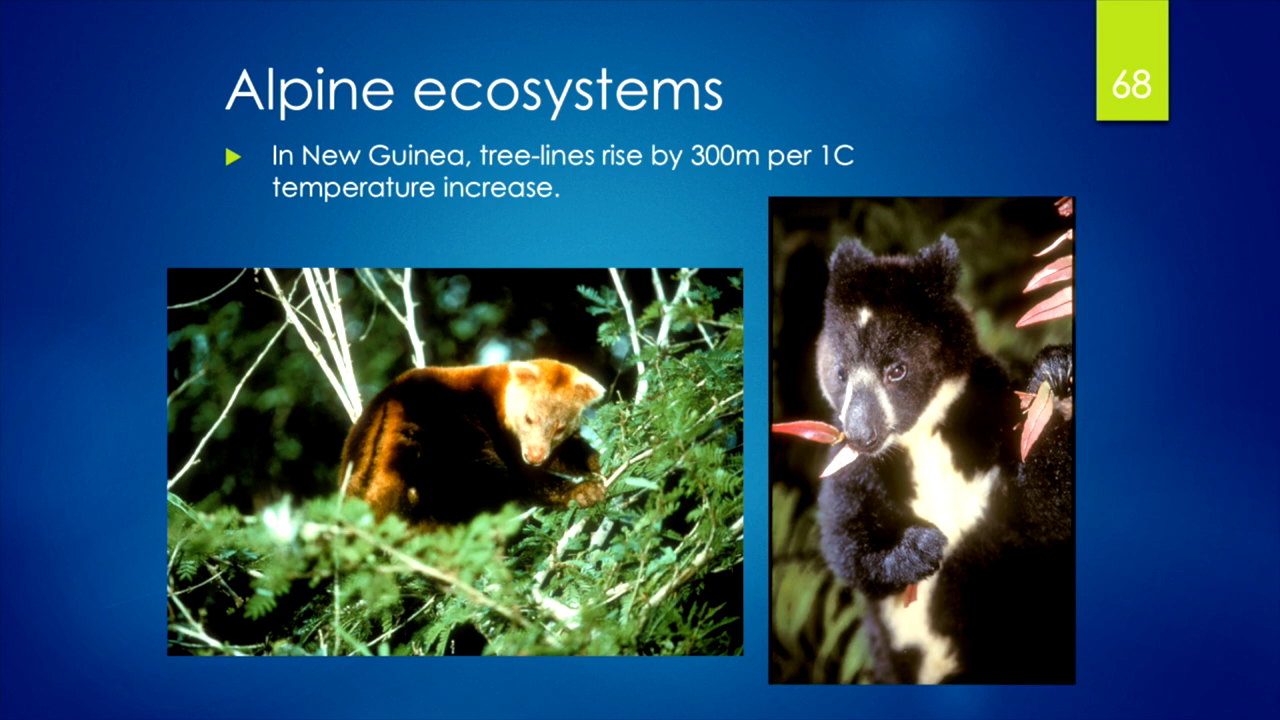 68
Alpine ecosystems
In New Guinea, tree-lines rise by 300m per 1C
temperature increase.